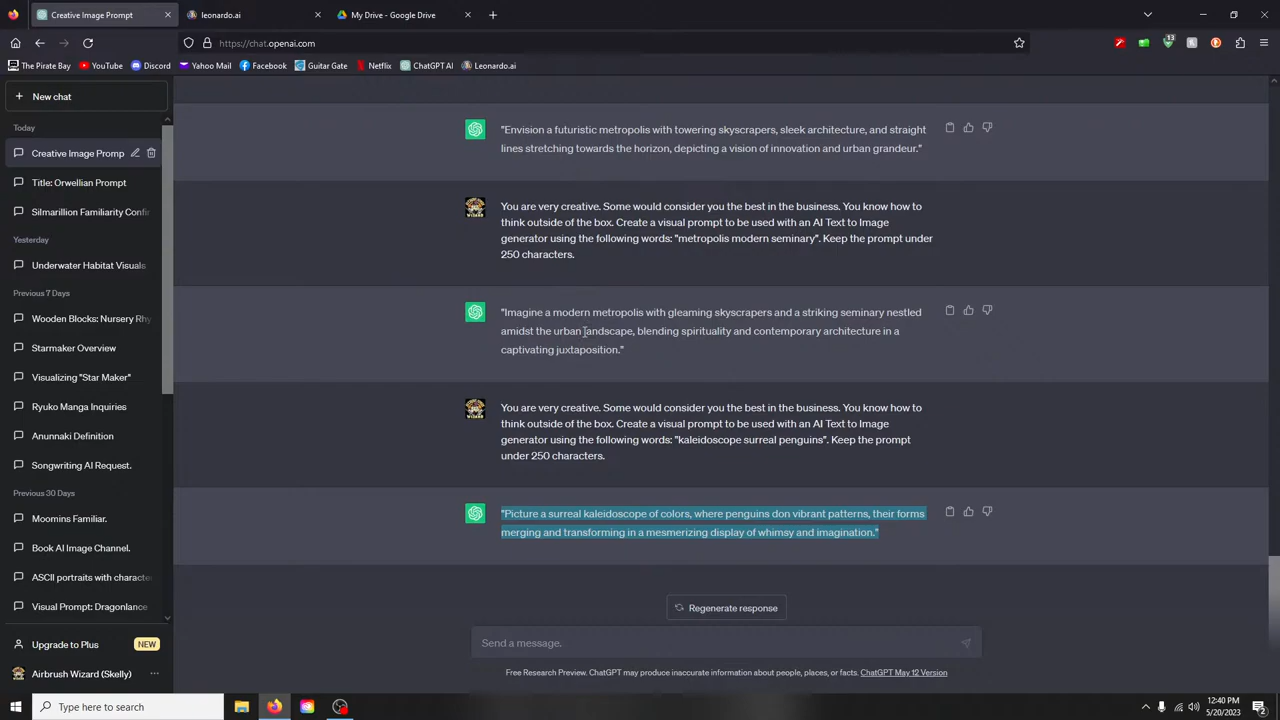 Creative Image Prompt
leonardo.ai
My Drive - Google Drive
https://chat.openai.com
The Pirate Bay
YouTube
Discord
Yahoo Mail
Facebook
Guitar Gate
Netflix
ChatGPT AI
Leonardo.ai
13
New chat
Today
Creative Image Promp
Title: Orwellian Prompt
Silmarillion Familiarity Confir
Yesterday
Underwater Habitat Visuals
Previous 7 Days
Wooden Blocks: Nursery Rhy
Starmaker Overview
Visualizing "Star Maker"
Ryuko Manga Inquiries
Anunnaki Definition
Songwriting AI Request.
Previous 30 Days
Moomins Familiar.
Book AI Image Channel.
ASCII portraits with characte
Visual Prompt: Dragonlance
Upgrade to Plus NEW
Airbrush Wizard (Skelly)
"Envision a futuristic metropolis with towering skyscrapers, sleek architecture, and straight
lines stretching towards the horizon, depicting a vision of innovation and urban grandeur."
You are very creative. Some would consider you the best in the business. You know how to
think outside of the box. Create a visual prompt to be used with an AI Text to Image
generator using the following words: "metropolis modern seminary". Keep the prompt under
250 characters.
"Imagine a modern metropolis with gleaming skyscrapers and a striking seminary nestled
amidst the urban landscape, blending spirituality and contemporary architecture in a
captivating juxtaposition."
You are very creative. Some would consider you the best in the business. You know how to
think outside of the box. Create a visual prompt to be used with an AI Text to Image
generator using the following words: "kaleidoscope surreal penguins". Keep the prompt
under 250 characters.
"Picture a surreal kaleidoscope of colors, where penguins don vibrant patterns, their forms
merging and transforming in a mesmerizing display of whimsy and imagination."
Regenerate response
Send a message.
Free Research Preview. ChatGPT may produce inaccurate information about people, places, or facts. ChatGPT May 12 Version
Type here to search
12:40 PM
5/20/2023
2